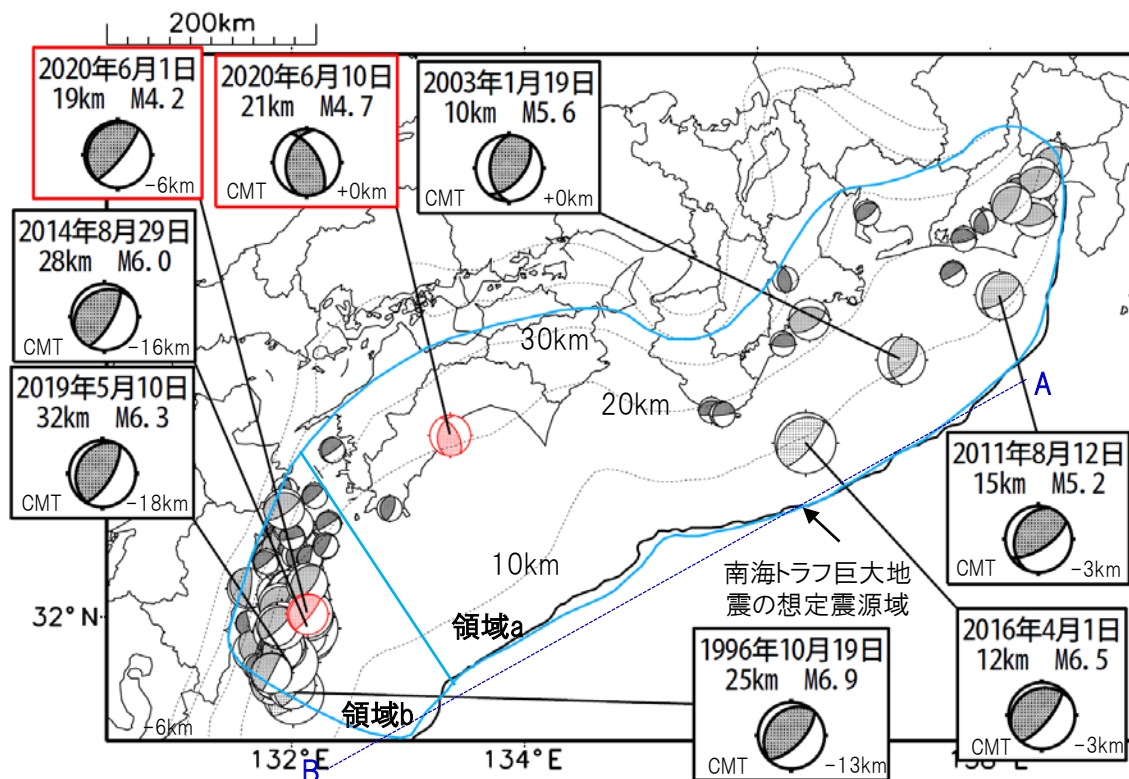 200km
2020年6月1日
19km M4.2
-6km
2020年6月10日
21km M4.7
CMT
+0km
2003年1月19日
10km M5.6
CMT
+0km
2014年8月29日
28km M6.0
CMT
-16km
2019年5月10日
32km M6.3
CMT
-18km
30km
20km
10km
A
2011年8月12日
15km M5.2
CMT
-3km
南海トラフ巨大地
震の想定震源域
32°N
領域a
領域b
1996年10月19日
25km M6.9
CMT
-13km
2016年4月1日
12km M6.5
CMT
-3km
-6km
132°E
B
134°E